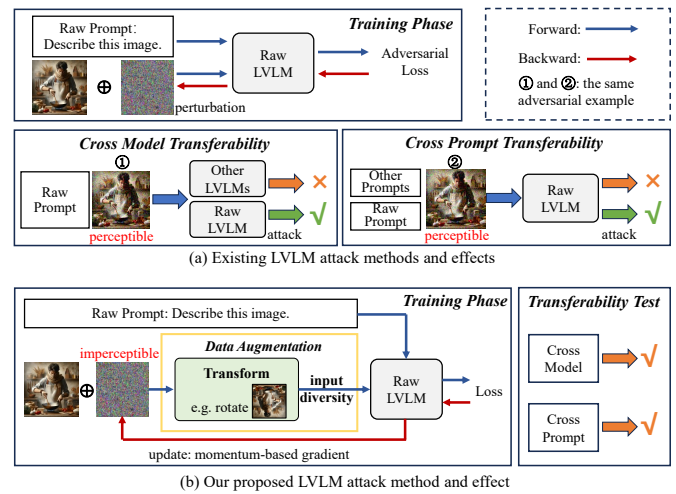 Training Phase
Raw Prompt:
Describe this image.
⊕
perturbation
Raw
LVLM
Adversarial
Loss
Forward:
Backward:
① and ②: the same
adversarial example
Cross Model Transferability
①
Raw
Prompt
perceptible
Other
LVLMs
Raw
LVLM
×
√
attack
Cross Prompt Transferability
②
Other
Prompts
Raw
Prompt
perceptible
Raw
LVLM
×
√
attack
(a) Existing LVLM attack methods and effects
Training Phase
Raw Prompt: Describe this image.
imperceptible
⊕
Data Augmentation
Transform
e.g. rotate
input
diversity
Raw
LVLM
Loss
update: momentum-based gradient
Transferability Test
Cross
Model
√
Cross
Prompt
√
(b) Our proposed LVLM attack method and effect